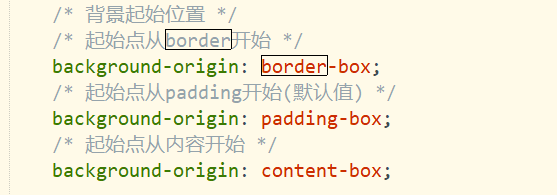 /* 背景起始位置 */
/* 起始点从border开始 */
background-origin: border-box;
/* 起始点从padding开始(默认值) */
background-origin: padding-box;
/* 起始点从内容开始 */
background-origin: content-box;